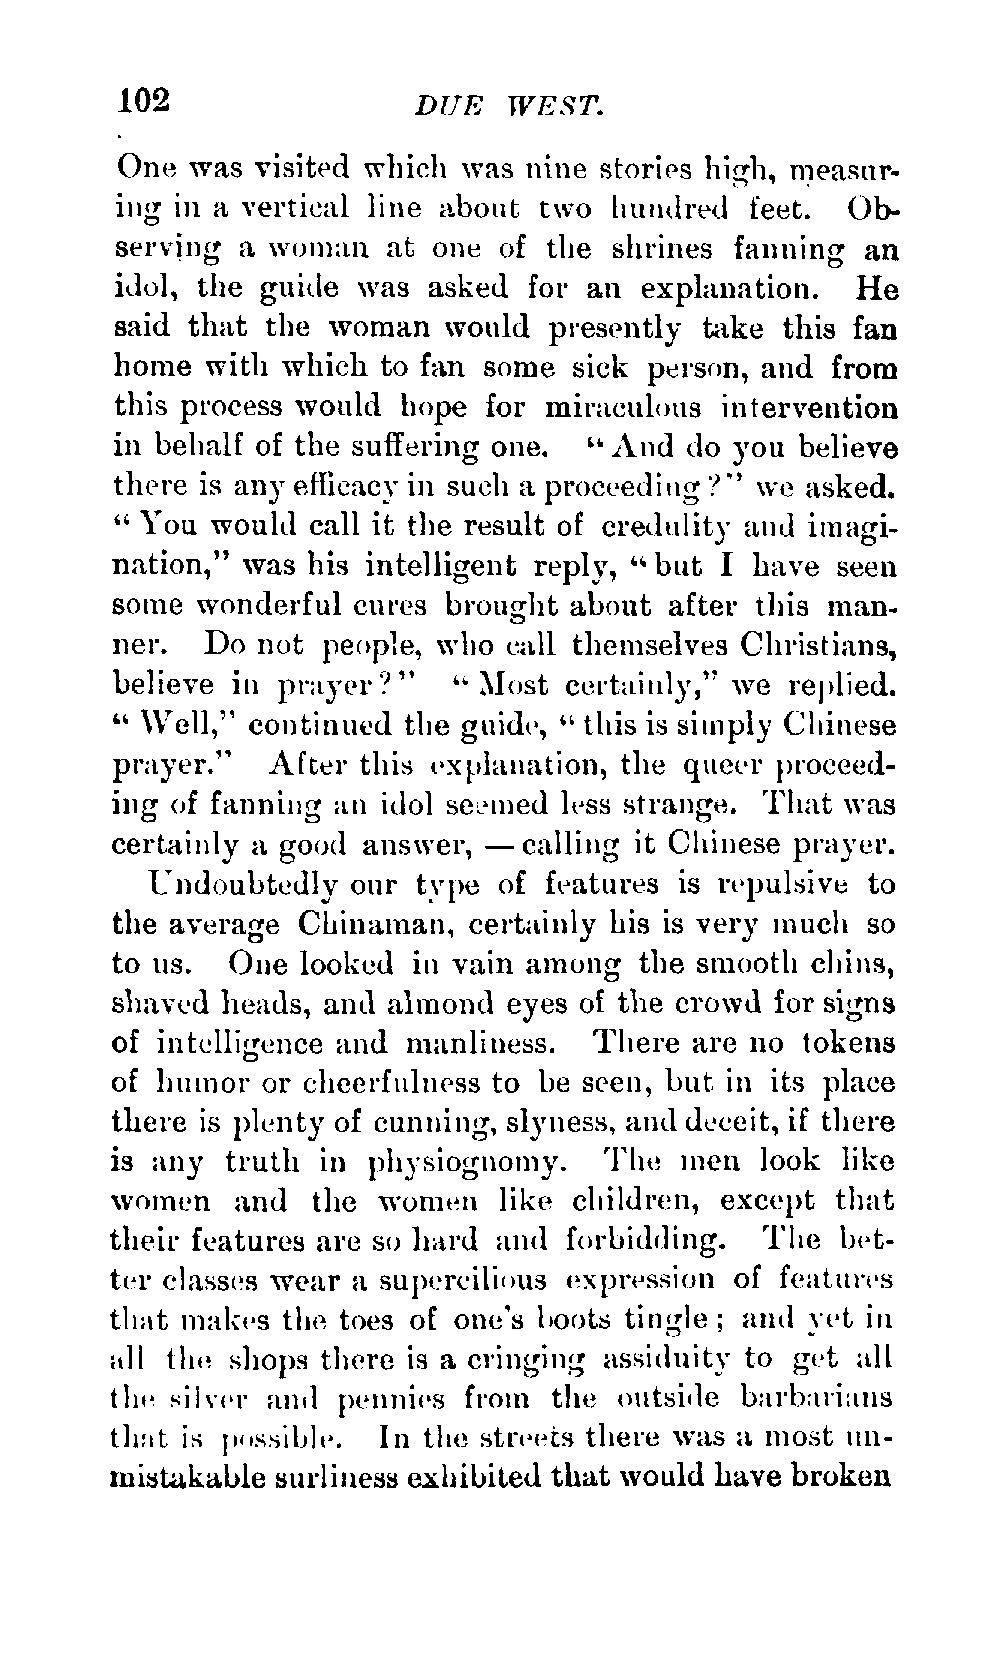 102 DUE WEST.
One was visited which was nine stories high, measur-
ing in a vertical line about two hundred feet. Ob-
serving a woman at one of the shrines fanning an
idol, the guide was asked for an explanation. He
said that the woman would presently take this fan
home with which to fan some sick person, and from
this process would hope for miraculous intervention
in behalf of the suffering one. “ And do you believe
there is any efficacy in such a proceeding?” we asked.
“ You would call it the result of credulity and imagi-
nation,” was his intelligent reply, “ but I have seen
some wonderful cures brought about after this man-
ner. Do not people, who call themselves Christians,
believe in prayer?” “ Most certainly,” we replied.
“ Well,” continued the guide, “ this is simply Chinese
prayer.” After this explanation, the queer proceed-
ing of fanning an idol seemed less strange. That was
certainly a good answer, — calling it Chinese prayer.
Undoubtedly our type of features is repulsive to
the average Chinaman, certainly his is very much so
to us. One looked in vain among the smooth chins,
shaved heads, and almond eyes of the crowd for signs
of intelligence and manliness. There are no tokens
of humor or cheerfulness to be seen, but in its place
there is plenty of cunning, slyness, and deceit, if there
is any truth in physiognomy. The men look like
women and the women like children, except that
their features are so hard and forbidding. The bet-
ter classes wear a supercilious expression of features
that makes the toes of one's boots tingle ; and yet in
all the shops there is a cringing assiduity to get all
the silver and pennies from the outside barbarians
that is possible. In the streets there was a most un-
mistakable surliness exhibited that would have broken